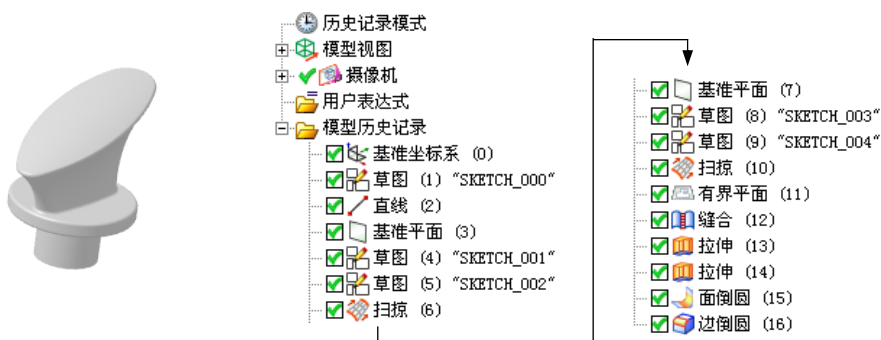 历史记录模式
模型视图
摄像机
用户表达式
模型历史记录
基准坐标系 (0)
草图 (1) "SKETCH_000"
直线 (2)
基准平面 (3)
草图 (4) "SKETCH_001"
草图 (5) "SKETCH_002"
扫掠 (6)
基准平面 (7)
草图 (8) "SKETCH_003"
草图 (9) "SKETCH_004"
扫掠 (10)
有界平面 (11)
缝合 (12)
拉伸 (13)
拉伸 (14)
面倒圆 (15)
边倒圆 (16)